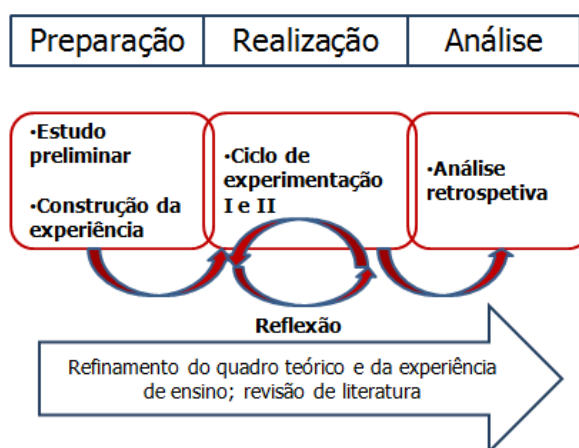 Preparação
Realização
Análise
•Estudo
preliminar
•Construção da
experiência
•Ciclo de
experimentação
I e II
•Análise
retrospetiva
Reflexão
Refinamento do quadro teórico e da experiência
de ensino; revisão de literatura